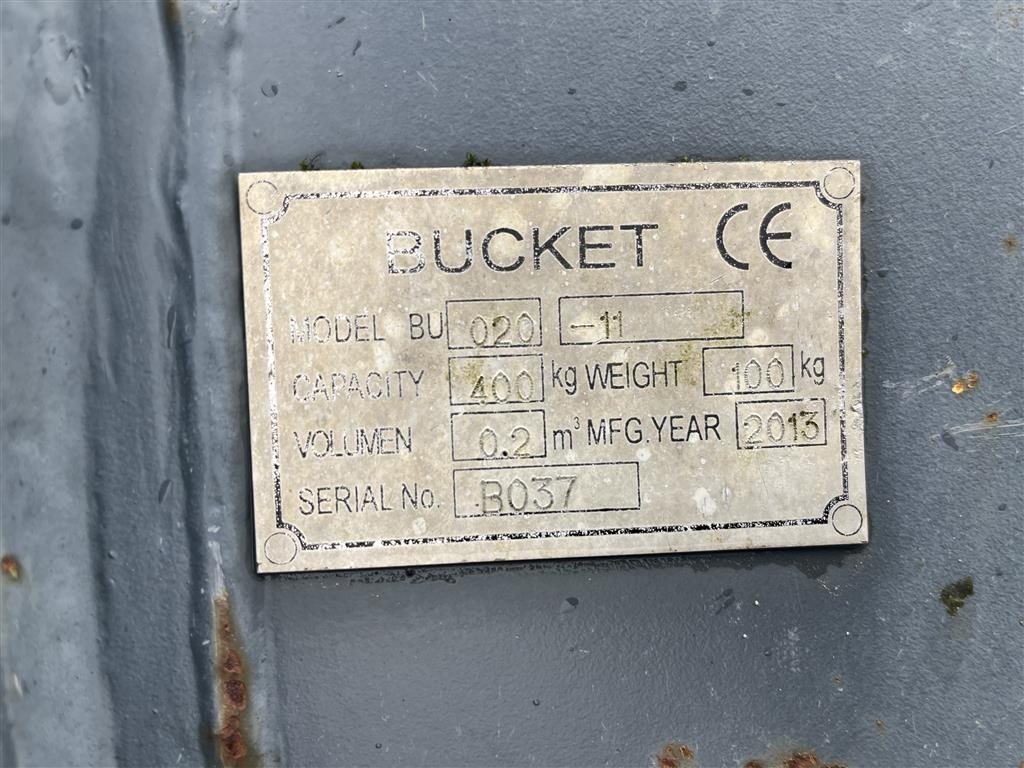 BUCKET CE
MODEL BU 020 -11
CAPACITY 400 kg WEIGHT 100 kg
VOLUMEN 0.2 m³ MFG.YEAR 2013
SERIAL No. B037